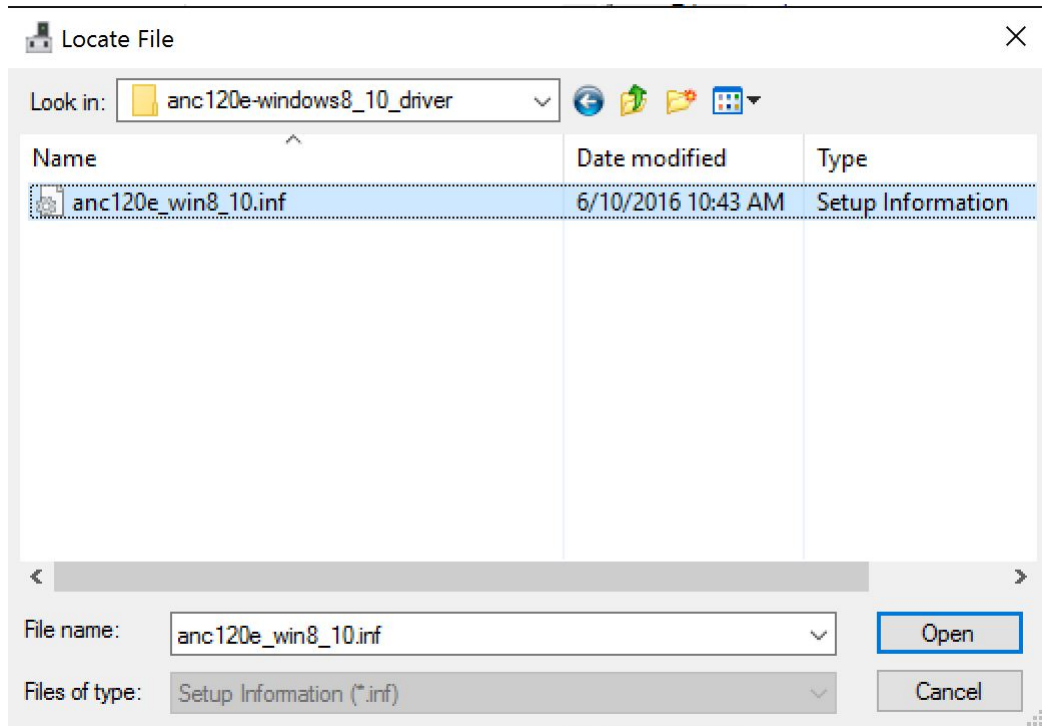 Locate File
Look in: anc120e-windows8_10_driver
Name Date modified Type
anc120e_win8_10.inf 6/10/2016 10:43 AM Setup Information
File name: anc120e_win8_10.inf Open
Files of type: Setup Information (*.inf) Cancel